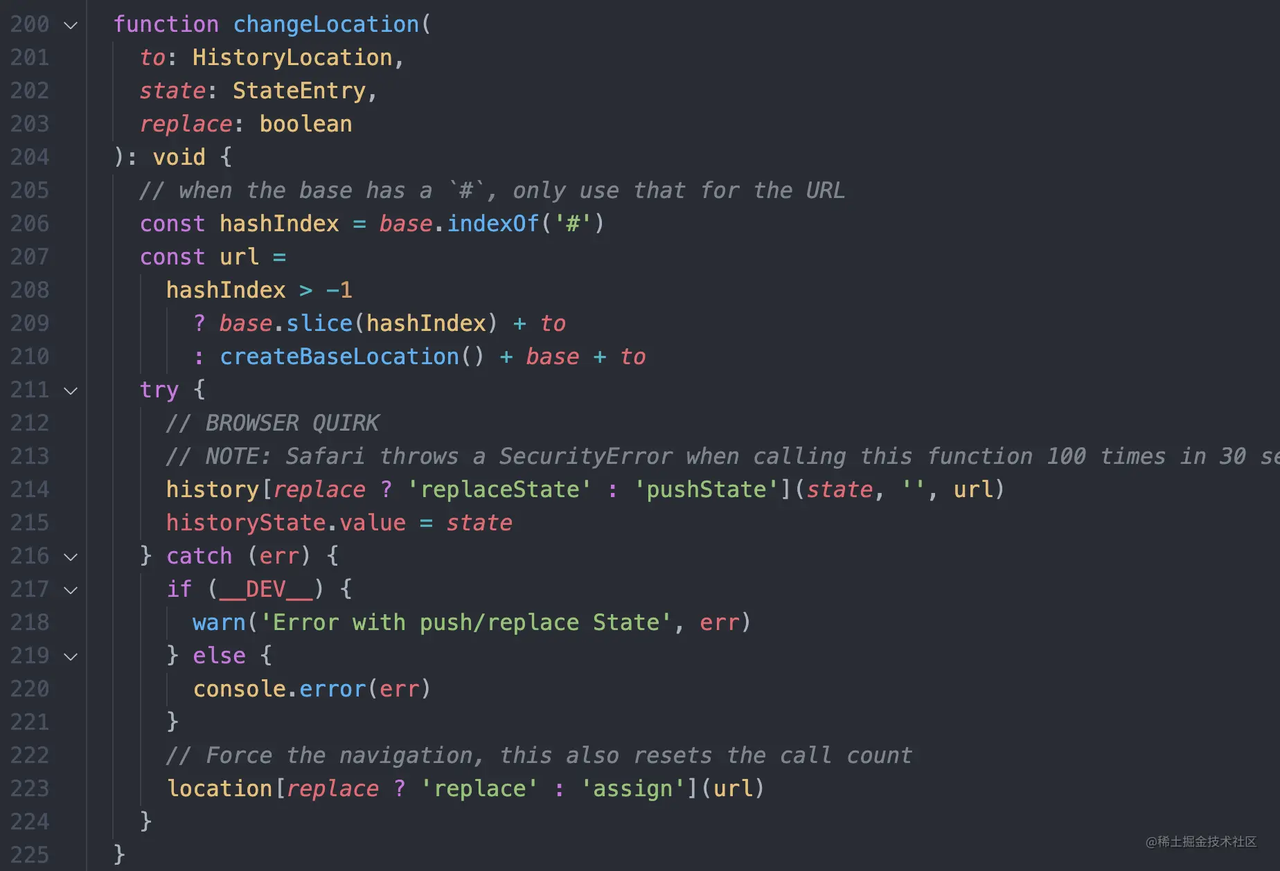 200 function changeLocation(
201 to: HistoryLocation,
202 state: StateEntry,
203 replace: boolean
204 ): void {
205 // when the base has a `#`, only use that for the URL
206 const hashIndex = base.indexOf('#')
207 const url =
208 hashIndex > -1
209 ? base.slice(hashIndex) + to
210 : createBaseLocation() + base + to
211 try {
212 // BROWSER QUIRK
213 // NOTE: Safari throws a SecurityError when calling this function 100 times in 30 se
214 history[replace ? 'replaceState' : 'pushState'](state, '', url)
215 historyState.value = state
216 } catch (err) {
217 if (__DEV__) {
218 warn('Error with push/replace State', err)
219 } else {
220 console.error(err)
221 }
222 // Force the navigation, this also resets the call count
223 location[replace ? 'replace' : 'assign'](url)
224 }
225 }
@稀土掘金技术社区